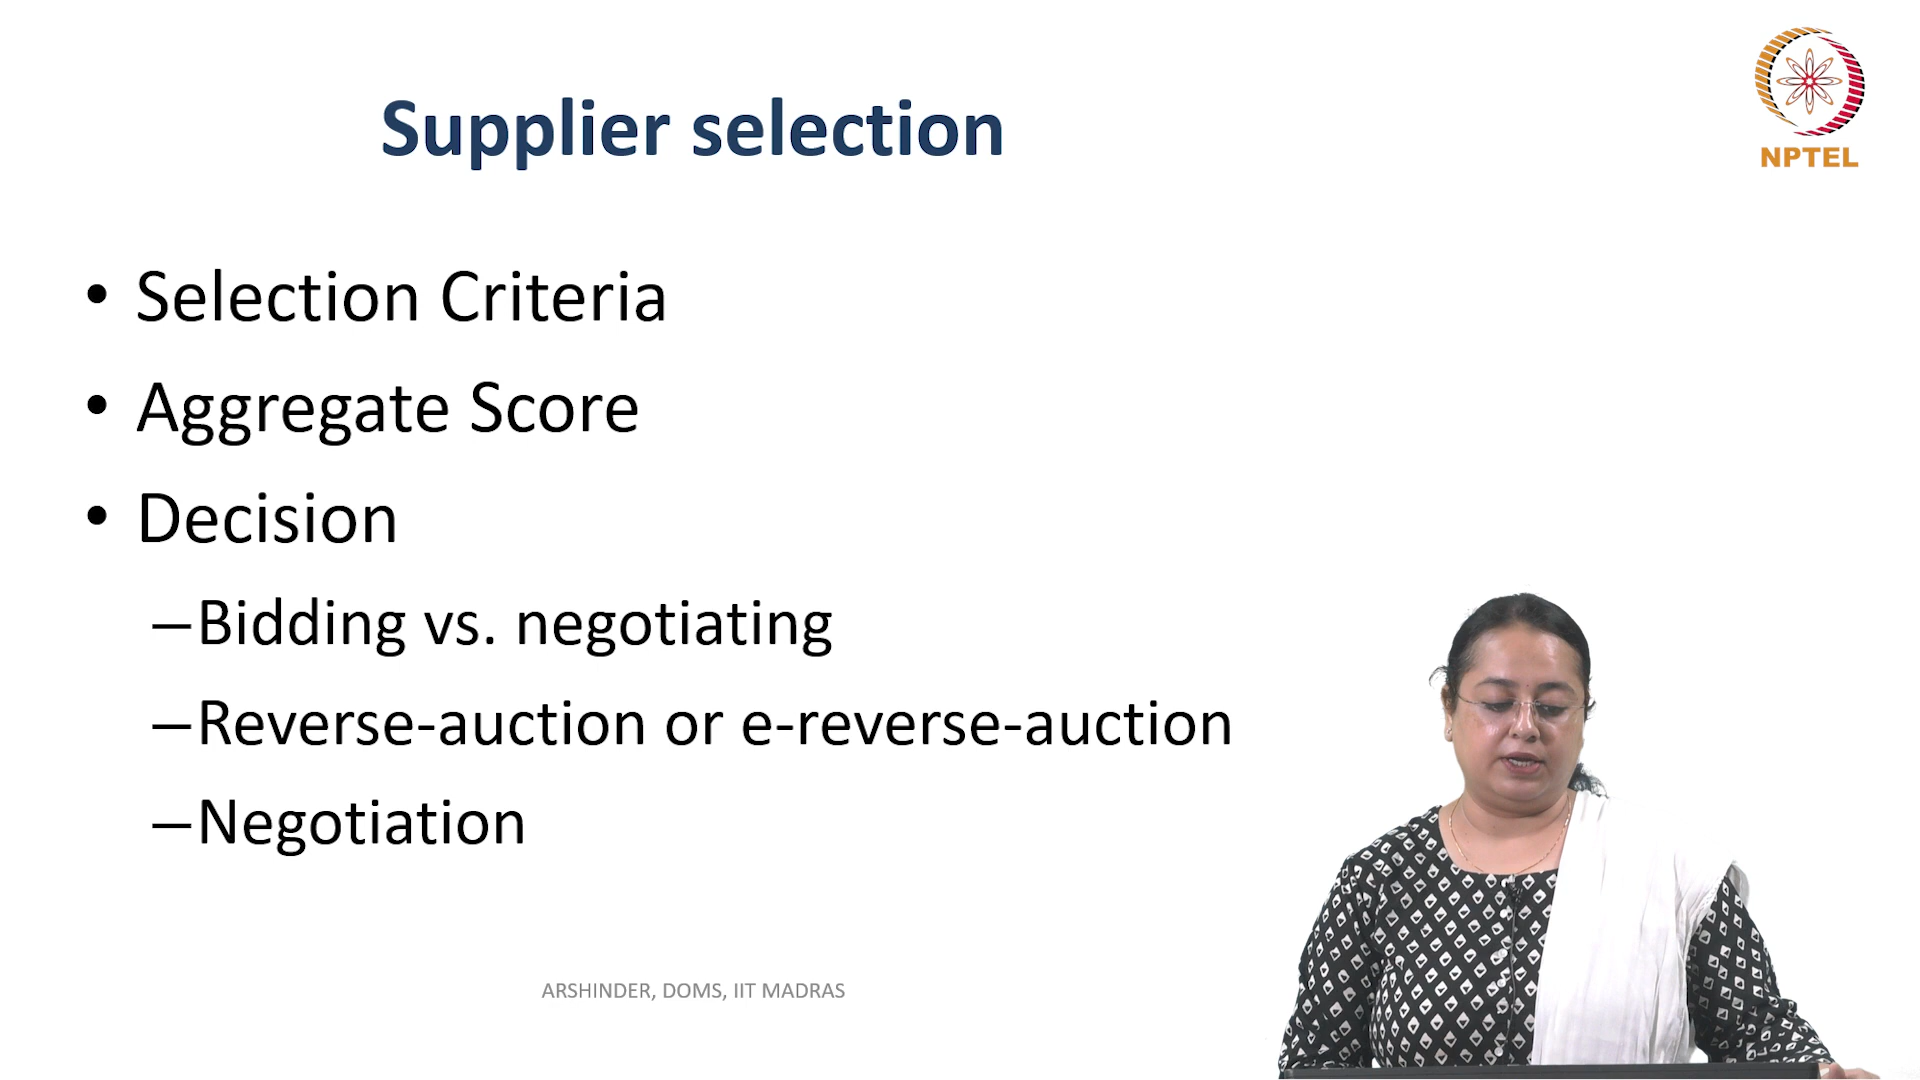 NPTEL
Supplier selection
• Selection Criteria
• Aggregate Score
• Decision
–Bidding vs. negotiating
–Reverse-auction or e-reverse-auction
–Negotiation
ARSHINDER, DOMS, IIT MADRAS